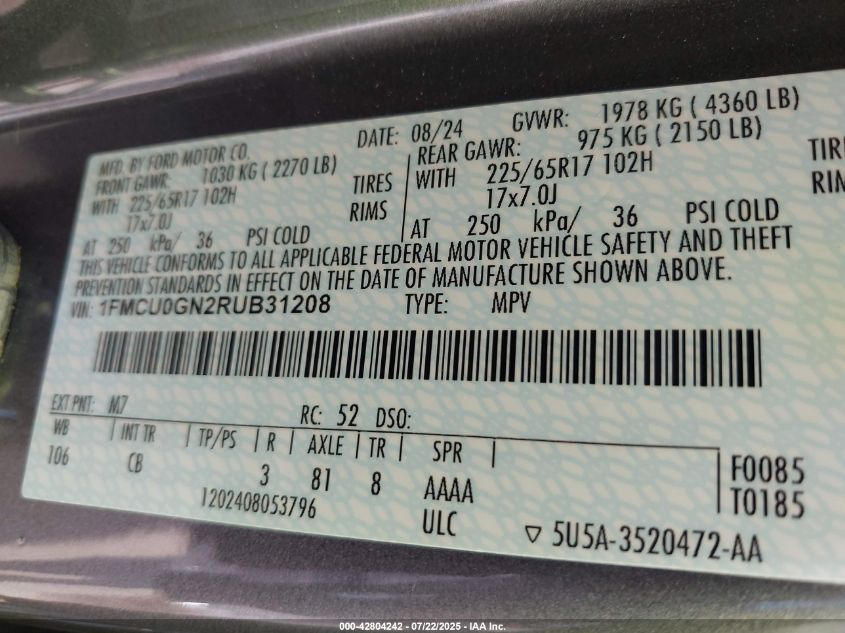 MFD. BY FORD MOTOR CO. DATE: 08/24 GVWR: 1978 KG ( 4360 LB)
FRONT GAWR: 1030 KG ( 2270 LB) REAR GAWR: 975 KG ( 2150 LB)
WITH 225/65R17 102H TIRES WITH 225/65R17 102H TIR
17x7.0J RIMS 17x7.0J RIM
AT 250 kPa/ 36 PSI COLD AT 250 kPa/ 36 PSI COLD
THIS VEHICLE CONFORMS TO ALL APPLICABLE FEDERAL MOTOR VEHICLE SAFETY AND THEFT
PREVENTION STANDARDS IN EFFECT ON THE DATE OF MANUFACTURE SHOWN ABOVE.
VIN: 1FMCU0GN2RUB31208 TYPE: MPV
EXT PNT: M7 RC: 52 DSO:
WB INT TR TP/PS R AXLE TR SPR
106 CB 3 81 8 AAAA
F0085
T0185
1202408053796 ULC
▽ 5U5A-3520472-AA
000-42804242 - 07/22/2025 - IAA Inc.